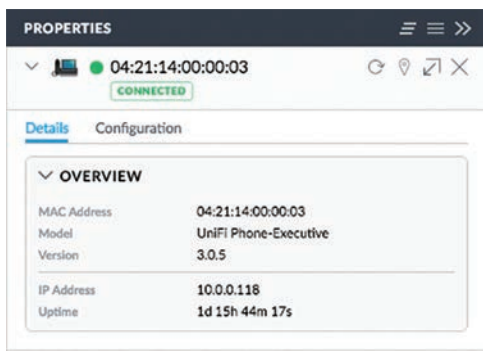 PROPERTIES
04:21:14:00:00:03
CONNECTED
Details Configuration
OVERVIEW
MAC Address 04:21:14:00:00:03
Model UniFi Phone-Executive
Version 3.0.5
IP Address 10.0.0.118
Uptime 1d 15h 44m 17s